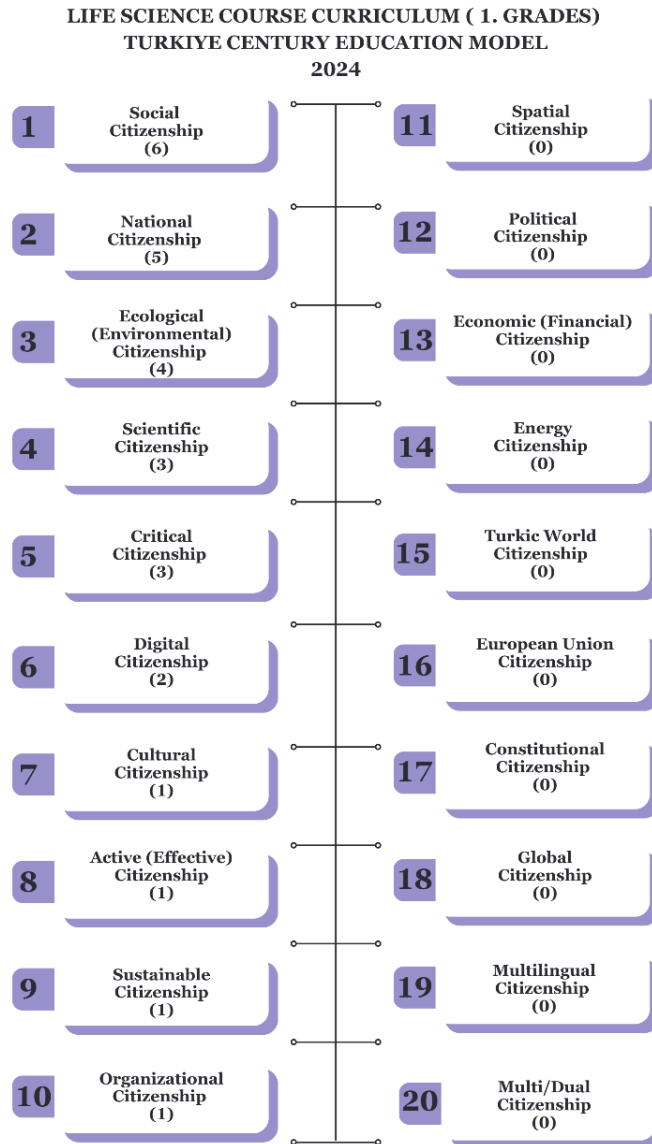 LIFE SCIENCE COURSE CURRICULUM ( 1. GRADES)
TURKIYE CENTURY EDUCATION MODEL
2024
1
Social
Citizenship
(6)
2
National
Citizenship
(5)
3
Ecological
(Environmental)
Citizenship
(4)
4
Scientific
Citizenship
(3)
5
Critical
Citizenship
(3)
6
Digital
Citizenship
(2)
7
Cultural
Citizenship
(1)
8
Active (Effective)
Citizenship
(1)
9
Sustainable
Citizenship
(1)
10
Organizational
Citizenship
(1)
11
Spatial
Citizenship
(0)
12
Political
Citizenship
(0)
13
Economic (Financial)
Citizenship
(0)
14
Energy
Citizenship
(0)
15
Turkic World
Citizenship
(0)
16
European Union
Citizenship
(0)
17
Constitutional
Citizenship
(0)
18
Global
Citizenship
(0)
19
Multilingual
Citizenship
(0)
20
Multi/Dual
Citizenship
(0)